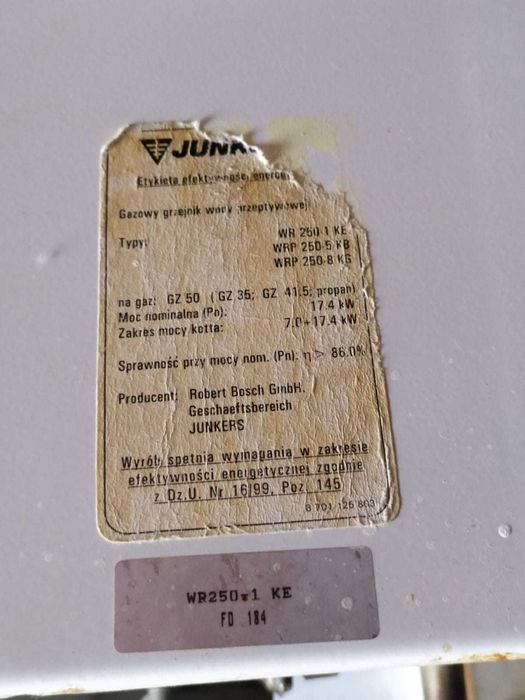 JUNK
Etykieta efektywności energe
Gazowy grzejnik wody przepływowej
Typy: WR 250-1 KE
WRP 250-5 KB
WRP 250-8 KG
na gaz: GZ 50 ( GZ 35; GZ 41,5; propan)
Moc nominalna (Pn): 17.4 kW
Zakres mocy kotła: 7.0÷17.4 kW
Sprawność przy mocy nom. (Pn): η > 86.0%
Producent: Robert Bosch GmbH.
Geschaeftsbereich
JUNKERS
Wyrób spełnia wymagania w zakresie
efektywności energetycznej zgodnie
z Dz.U. Nr 16/99, Poz. 145
8 701 125 863
WR250-1 KE
FD 184